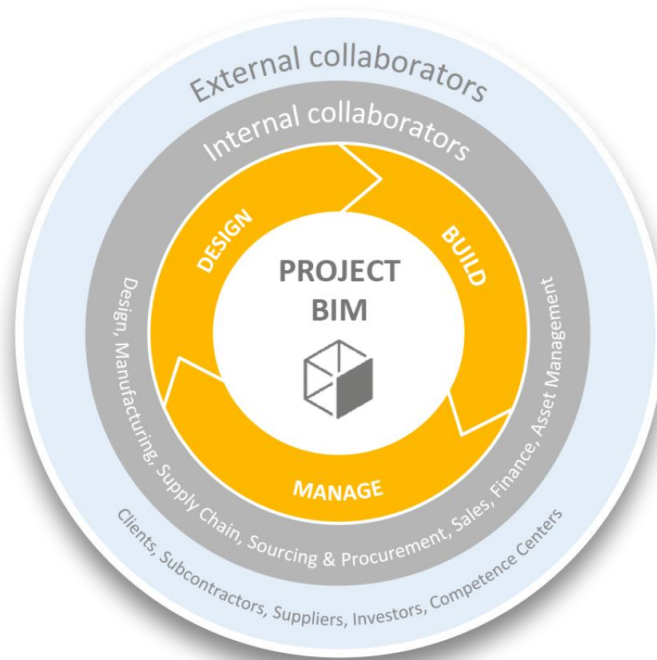 External collaborators
Internal collaborators
DESIGN
BUILD
PROJECT
BIM
MANAGE
Design, Manufacturing, Supply Chain, Sourcing & Procurement, Sales, Finance, Asset Management
Clients, Subcontractors, Suppliers, Investors, Competence Centers